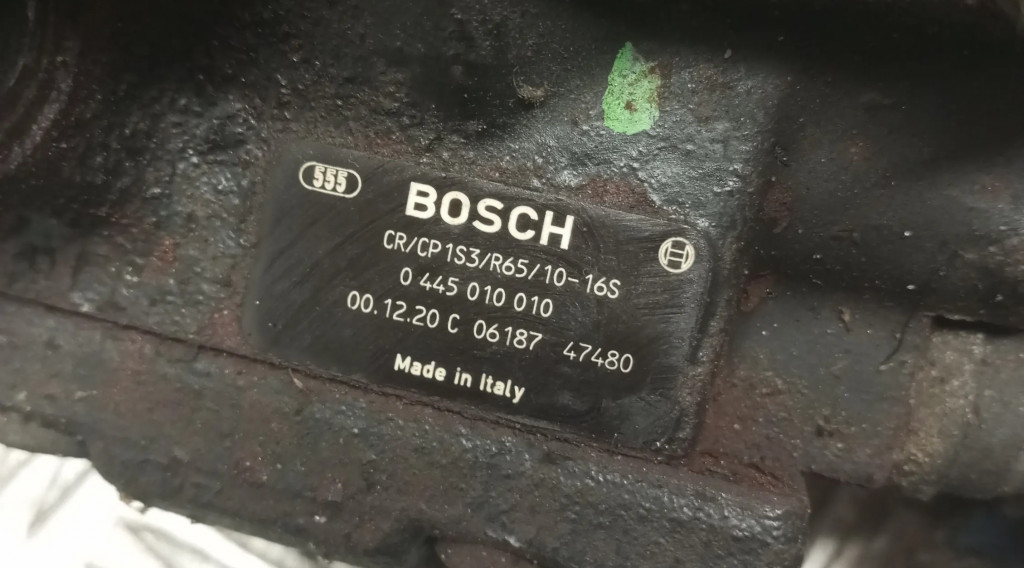 555
BOSCH
CR/CP1S3/R65/10-16S
0 445 010 010
00.12.20 C 06187 47480
Made in Italy